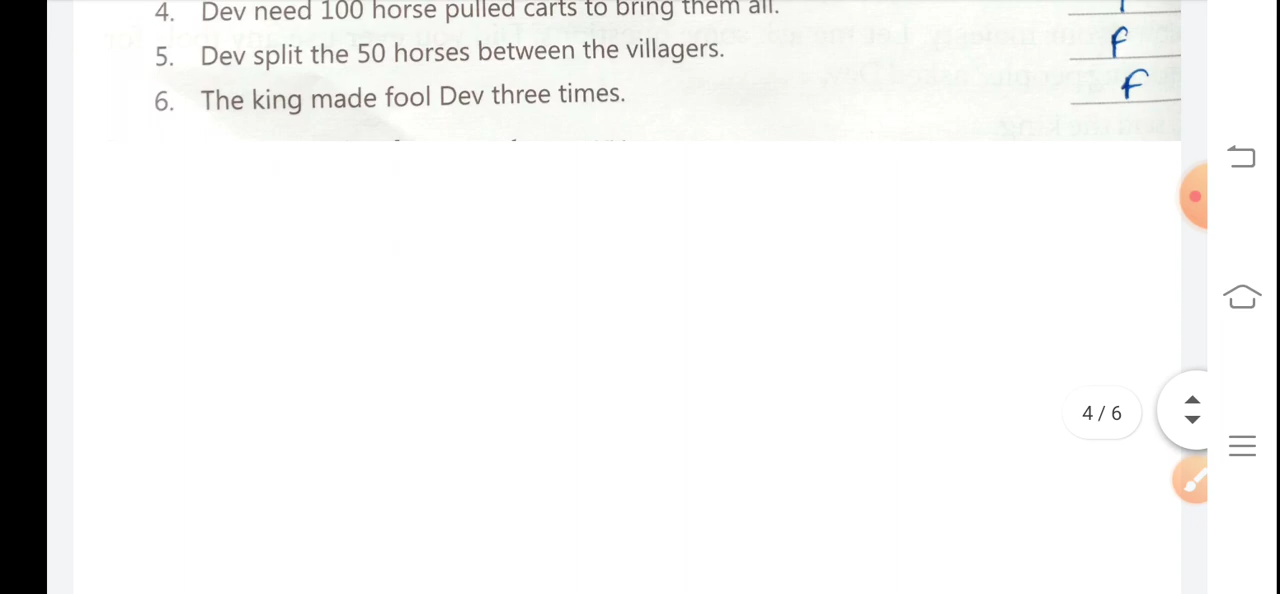 4. Dev need 100 horse pulled carts to bring them all.
5. Dev split the 50 horses between the villagers. f
6. The king made fool Dev three times. f
4 / 6